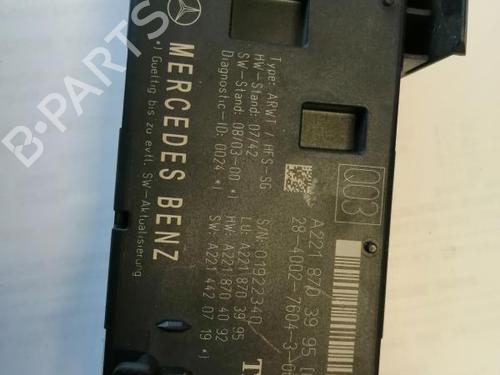 MERCEDES BENZ
*) Gueltig bis zu evtl. SW-Aktualisierung
Type: ARWT / HFS-SG
HW-Stand: 07/42
SW-Stand: 08/03-00 *)
Diagnostic-ID: 0024 *)
003
A221 870 39 95
28-4002-7604-3-0
S/N: 01922340
LU: A221 870 39 95
HW: A221 870 40 92
SW: A221 442 07 19 *)
B-PARTS